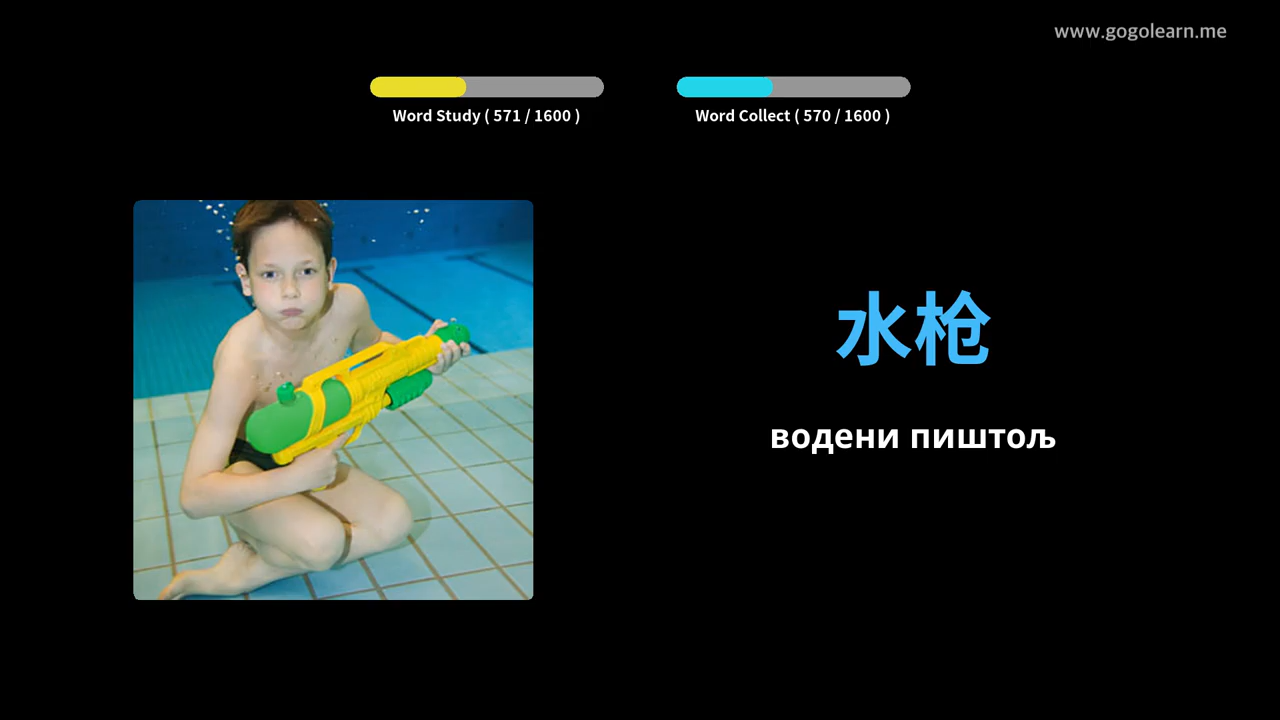 www.gogolearn.me
Word Study ( 571 / 1600 )
Word Collect ( 570 / 1600 )
水枪
водени пиштољ